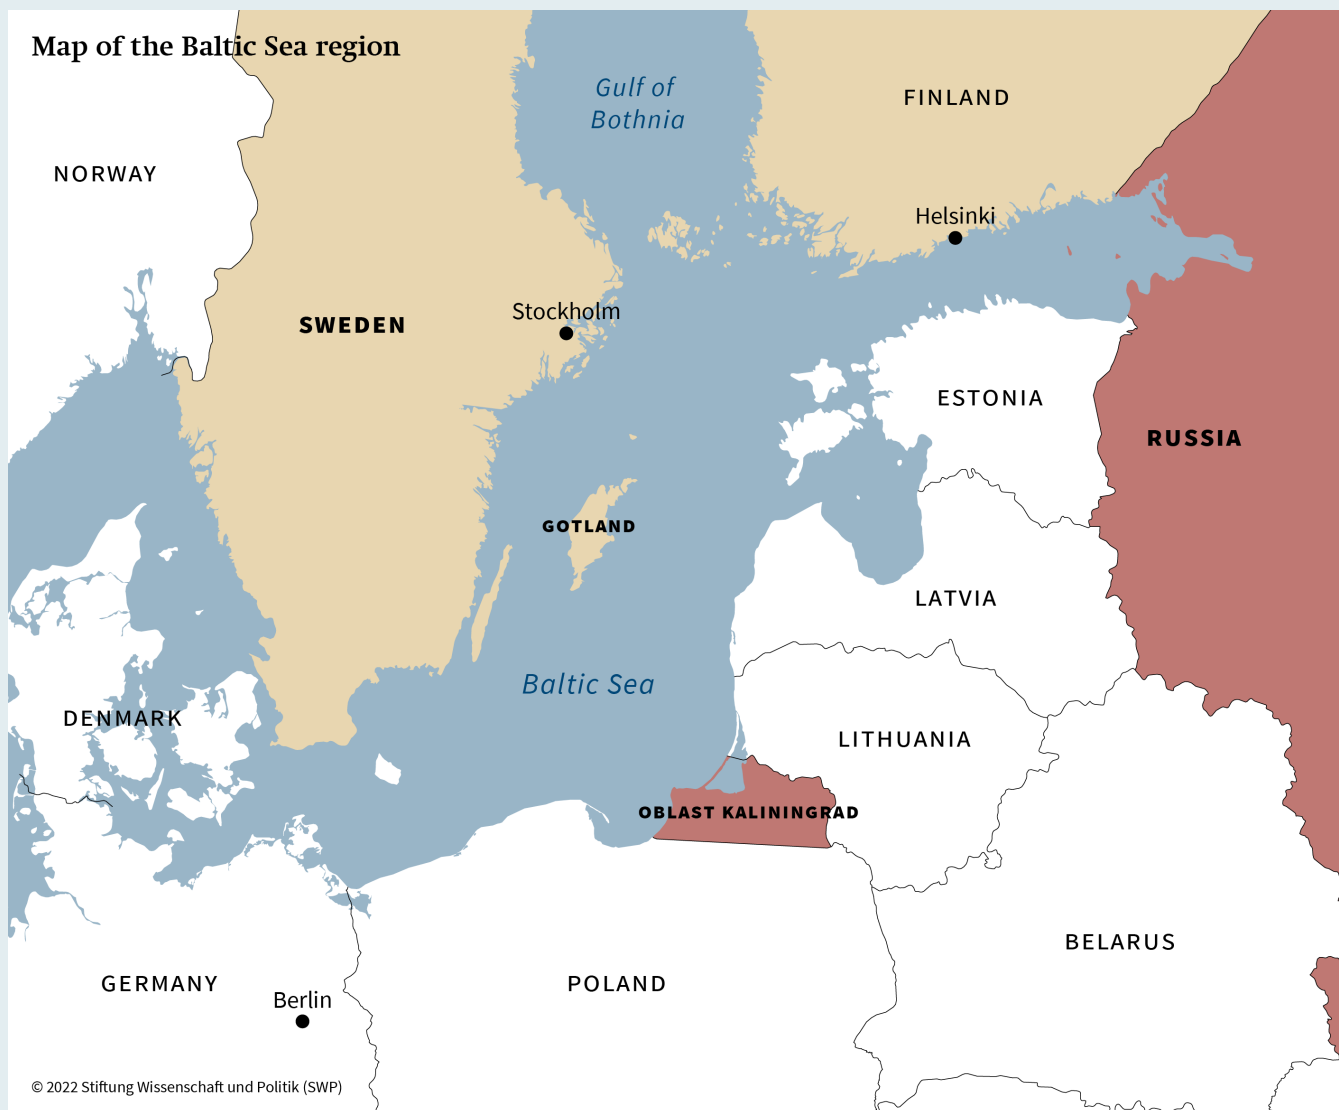 Map of the Baltic Sea region
Gulf of
Bothnia
FINLAND
NORWAY
Helsinki
Stockholm
SWEDEN
ESTONIA
RUSSIA
GOTLAND
LATVIA
Baltic Sea
DENMARK
LITHUANIA
OBLAST KALININGRAD
BELARUS
GERMANY
POLAND
Berlin
© 2022 Stiftung Wissenschaft und Politik (SWP)